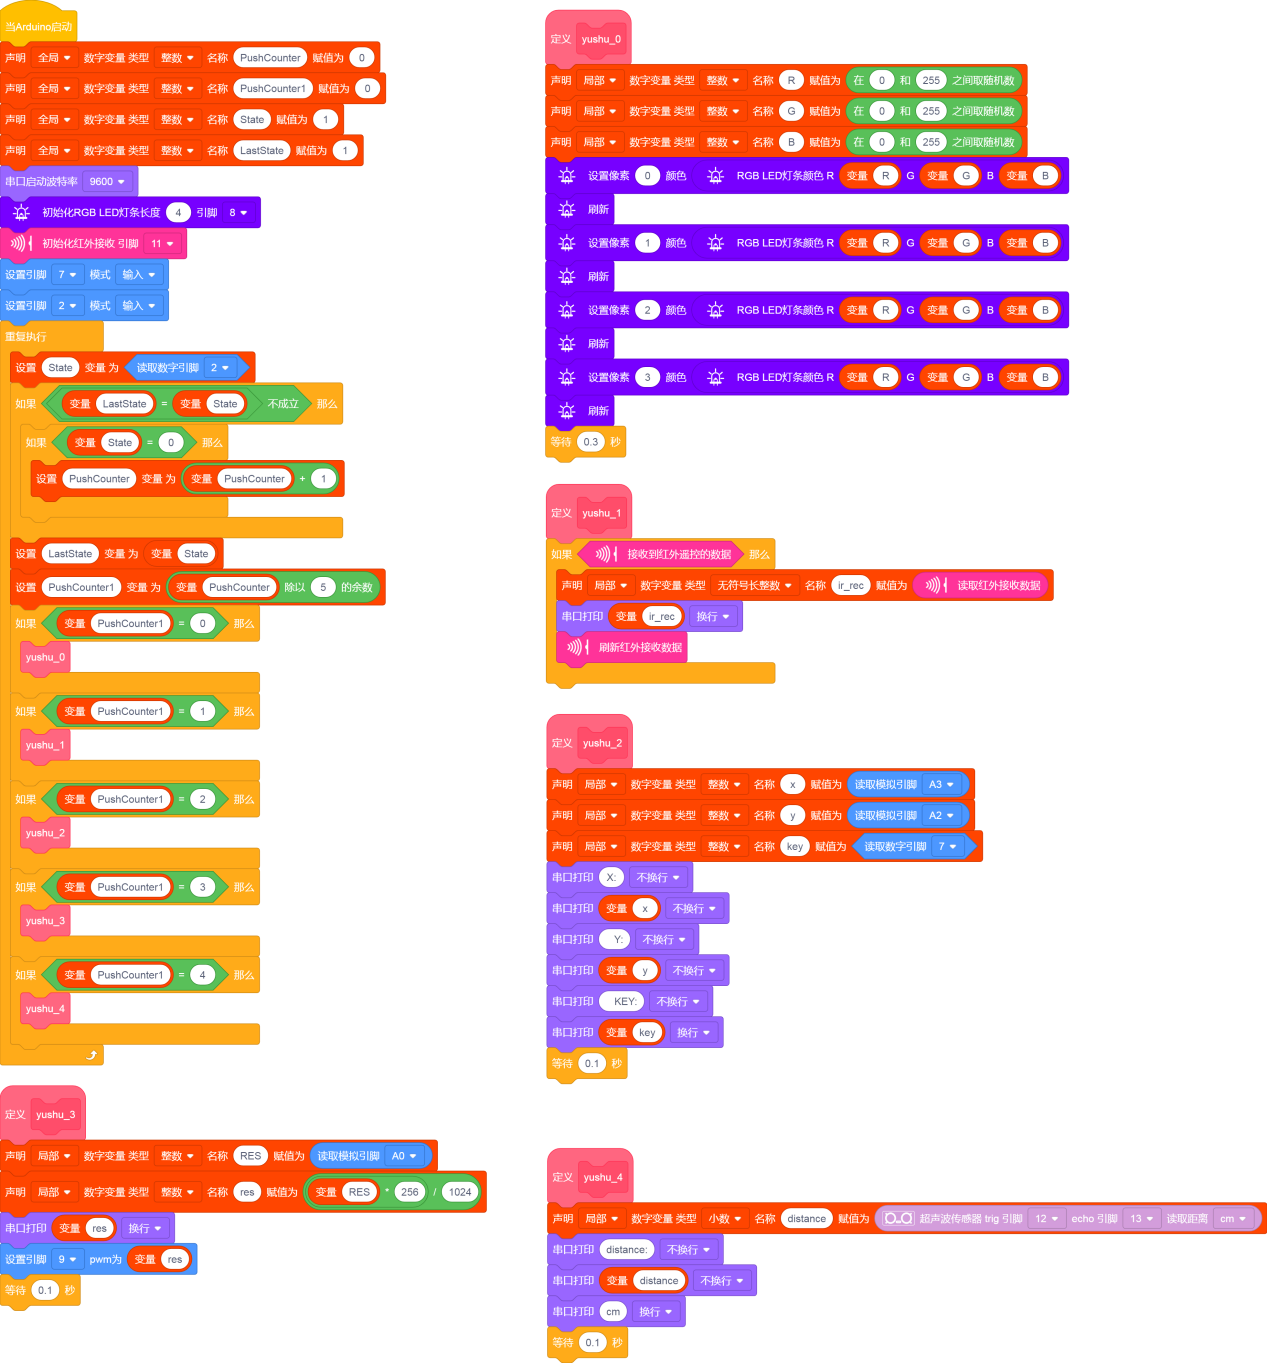 当Arduino启动
声明 全局 数字变量 类型 整数 名称 PushCounter 赋值为 0
声明 全局 数字变量 类型 整数 名称 PushCounter1 赋值为 0
声明 全局 数字变量 类型 整数 名称 State 赋值为 1
声明 全局 数字变量 类型 整数 名称 LastState 赋值为 1
串口启动波特率 9600
初始化RGB LED灯条长度 4 引脚 8
初始化红外接收 引脚 11
设置引脚 7 模式 输入
设置引脚 2 模式 输入
重复执行
设置 State 变量 为 读取数字引脚 2
如果 变量 LastState = 变量 State 不成立 那么
如果 变量 State = 0 那么
设置 PushCounter 变量 为 变量 PushCounter + 1
设置 LastState 变量 为 变量 State
设置 PushCounter1 变量 为 变量 PushCounter 除以 5 的余数
如果 变量 PushCounter1 = 0 那么
yushu_0
如果 变量 PushCounter1 = 1 那么
yushu_1
如果 变量 PushCounter1 = 2 那么
yushu_2
如果 变量 PushCounter1 = 3 那么
yushu_3
如果 变量 PushCounter1 = 4 那么
yushu_4
定义 yushu_3
声明 局部 数字变量 类型 整数 名称 RES 赋值为 读取模拟引脚 A0
声明 局部 数字变量 类型 整数 名称 res 赋值为 变量 RES * 256 / 1024
串口打印 变量 res 换行
设置引脚 9 pwm为 变量 res
等待 0.1 秒
定义 yushu_0
声明 局部 数字变量 类型 整数 名称 R 赋值为 在 0 和 255 之间取随机数
声明 局部 数字变量 类型 整数 名称 G 赋值为 在 0 和 255 之间取随机数
声明 局部 数字变量 类型 整数 名称 B 赋值为 在 0 和 255 之间取随机数
设置像素 0 颜色 RGB LED灯条颜色 R 变量 R G 变量 G B 变量 B
刷新
设置像素 1 颜色 RGB LED灯条颜色 R 变量 R G 变量 G B 变量 B
刷新
设置像素 2 颜色 RGB LED灯条颜色 R 变量 R G 变量 G B 变量 B
刷新
设置像素 3 颜色 RGB LED灯条颜色 R 变量 R G 变量 G B 变量 B
刷新
等待 0.3 秒
定义 yushu_1
如果 接收到红外遥控的数据 那么
声明 局部 数字变量 类型 无符号长整数 名称 ir_rec 赋值为 读取红外接收数据
串口打印 变量 ir_rec 换行
刷新红外接收数据
定义 yushu_2
声明 局部 数字变量 类型 整数 名称 x 赋值为 读取模拟引脚 A3
声明 局部 数字变量 类型 整数 名称 y 赋值为 读取模拟引脚 A2
声明 局部 数字变量 类型 整数 名称 key 赋值为 读取数字引脚 7
串口打印 X: 不换行
串口打印 变量 x 不换行
串口打印 Y: 不换行
串口打印 变量 y 不换行
串口打印 KEY: 不换行
串口打印 变量 key 换行
等待 0.1 秒
定义 yushu_4
声明 局部 数字变量 类型 小数 名称 distance 赋值为 超声波传感器 trig 引脚 12 echo 引脚 13 读取距离 cm
串口打印 distance: 不换行
串口打印 变量 distance 不换行
串口打印 cm 换行
等待 0.1 秒